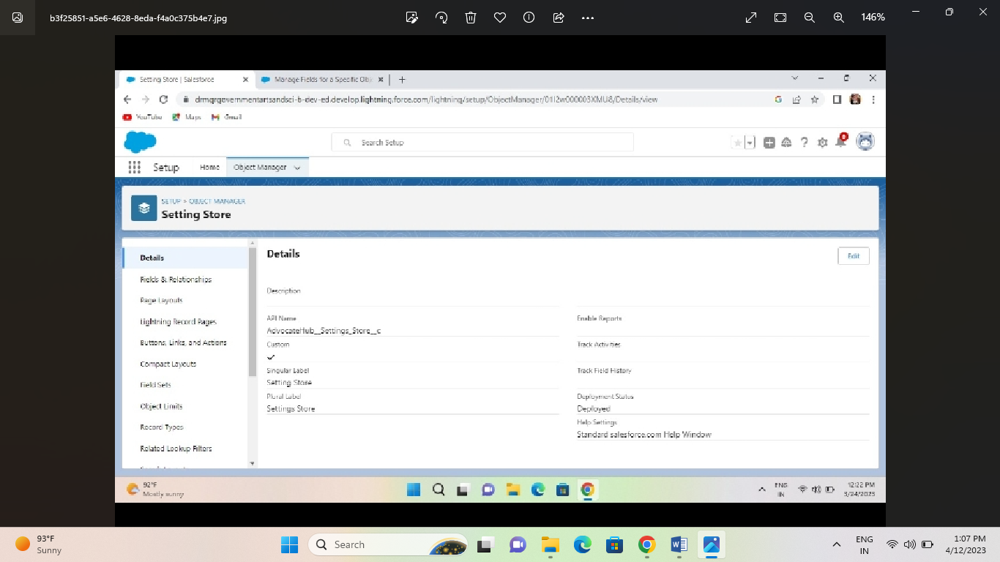 b3f25851-a5e6-4628-8eda-f4a0c375b4e7.jpg
146%
Setting Store | Salesforce
Manage Fields for a Specific Obj
drmgrgovernmentartsandsci-b-dev-ed.develop.lightning.force.com/lightning/setup/ObjectManager/01I2w000003XMU8/Details/view
YouTube Maps Gmail
Search Setup
Setup Home Object Manager
SETUP > OBJECT MANAGER
Setting Store
Details
Fields & Relationships
Page Layouts
Lightning Record Pages
Buttons, Links, and Actions
Compact Layouts
Field Sets
Object Limits
Record Types
Related Lookup Filters
Details
Edit
Description
API Name
AdvocateHub__Settings_Store__c
Custom
Singular Label
Setting Store
Plural Label
Settings Store
Enable Reports
Track Activities
Track Field History
Deployment Status
Deployed
Help Settings
Standard salesforce.com Help Window
92°F
Mostly sunny
ENG
IN
12:22 PM
3/24/2023
93°F
Sunny
Search
ENG
IN
1:07 PM
4/12/2023